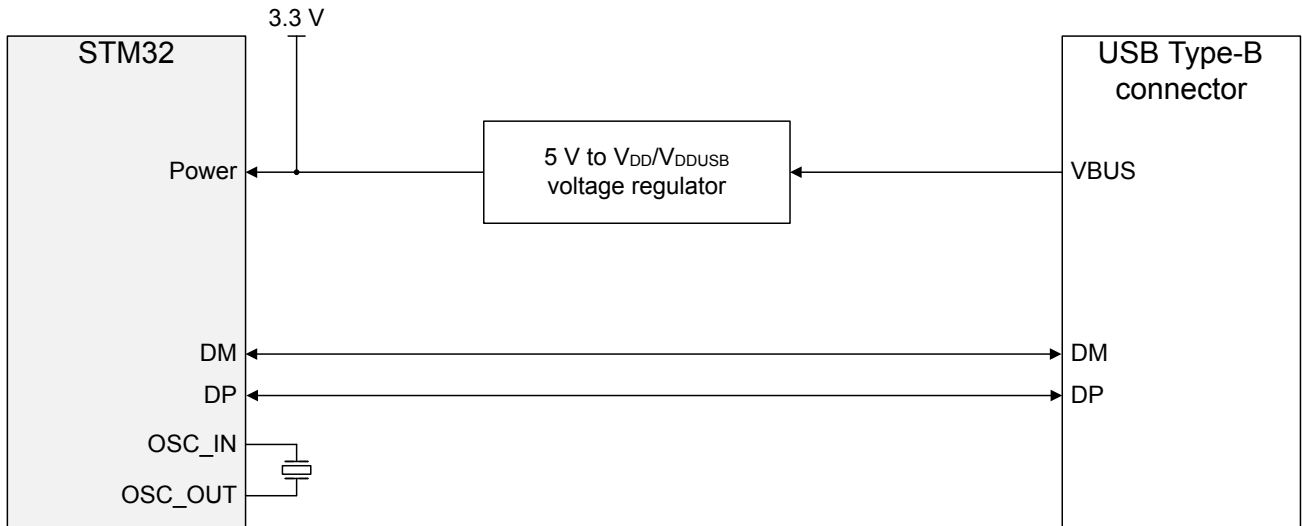 3.3 V
STM32
USB Type-B
connector
5 V to VDD/VDDUSB
voltage regulator
Power
VBUS
DM
DM
DP
DP
OSC_IN
OSC_OUT